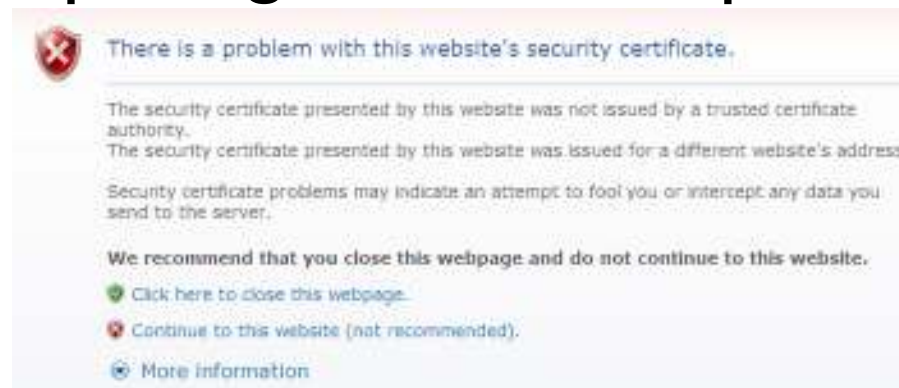 There is a problem with this website's security certificate.
The security certificate presented by this website was not issued by a trusted certificate
authority.
The security certificate presented by this website was issued for a different website's address
Security certificate problems may indicate an attempt to fool you or intercept any data you
send to the server.
We recommend that you close this webpage and do not continue to this website.
Click here to close this webpage.
Continue to this website (not recommended).
More information